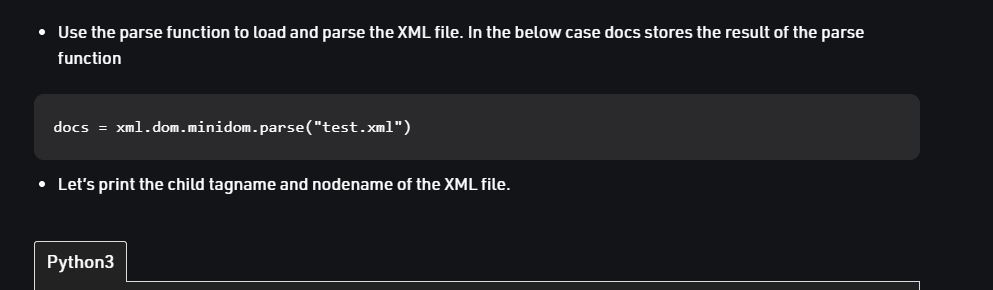 • Use the parse function to load and parse the XML file. In the below case docs stores the result of the parse
function
docs = xml.dom.minidom.parse("test.xml")
• Let’s print the child tagname and nodename of the XML file.
Python3